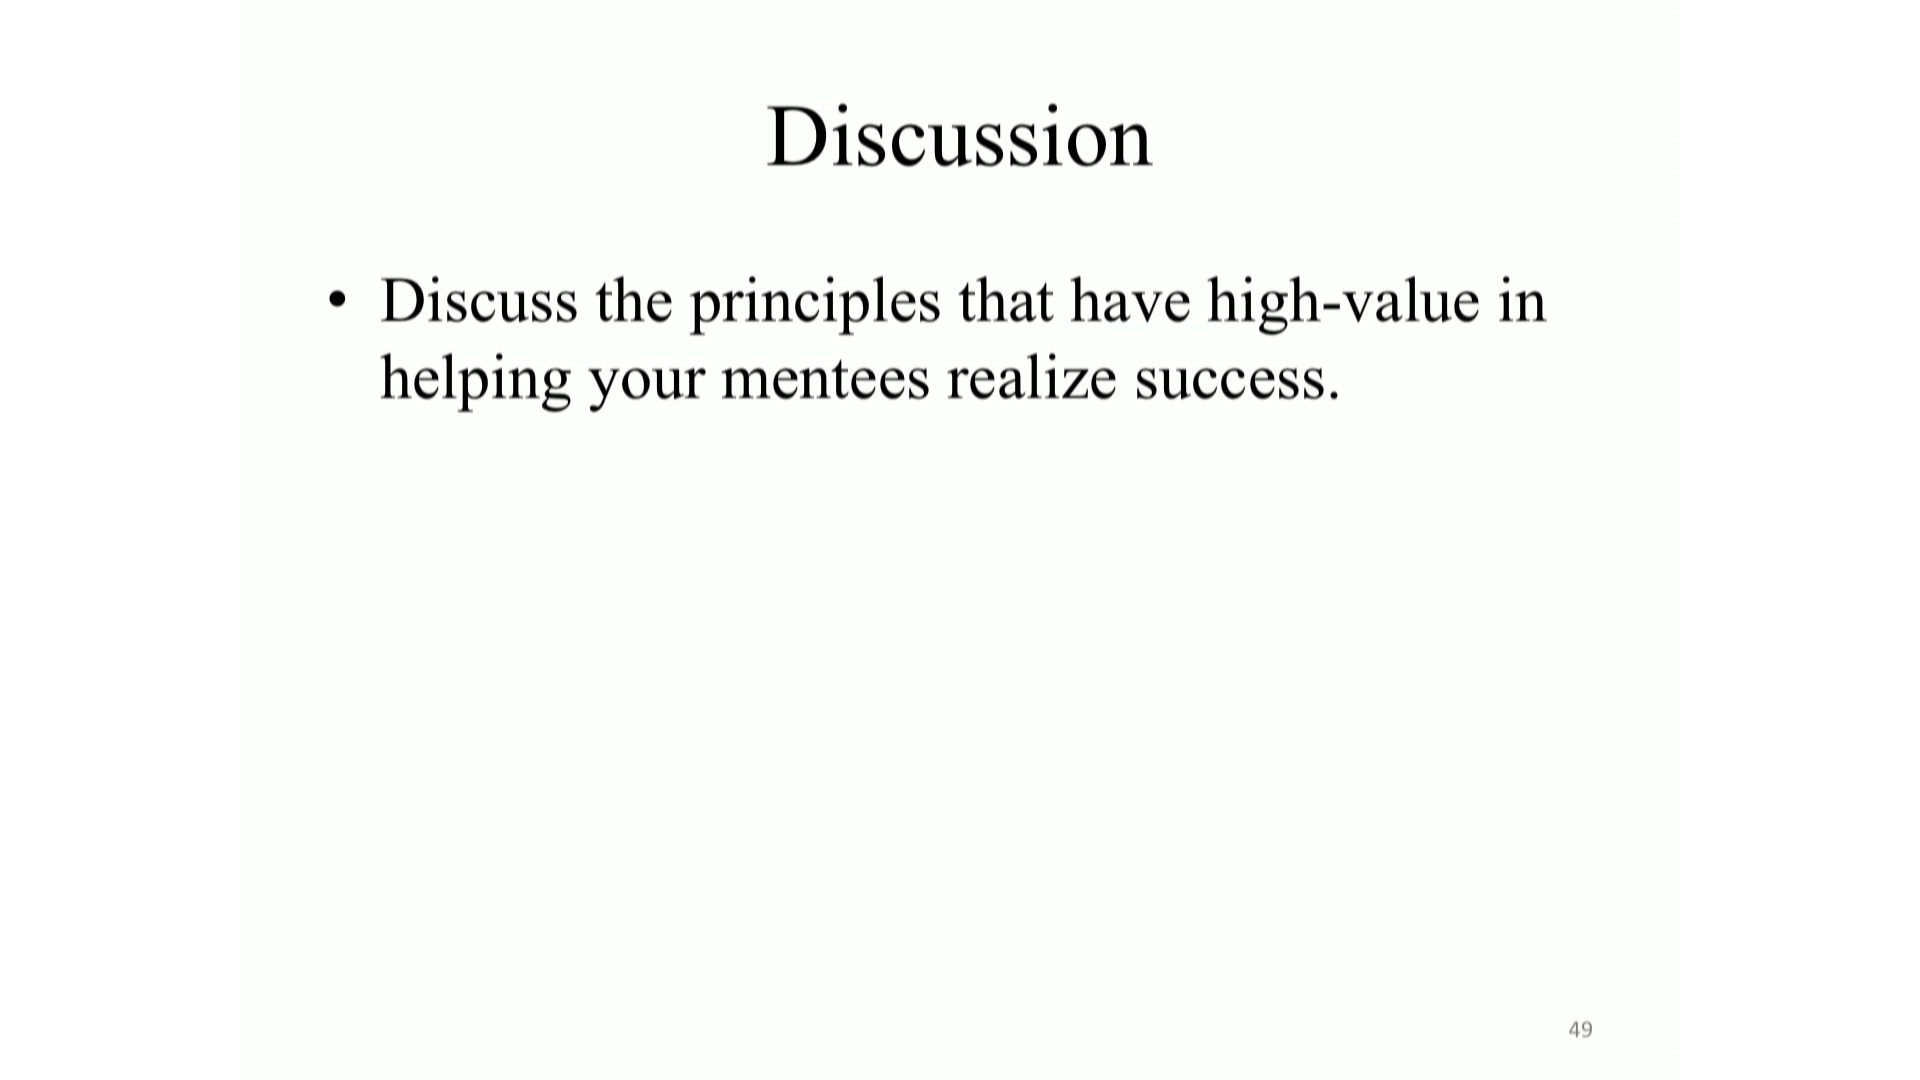 Discussion
• Discuss the principles that have high-value in
helping your mentees realize success.
49